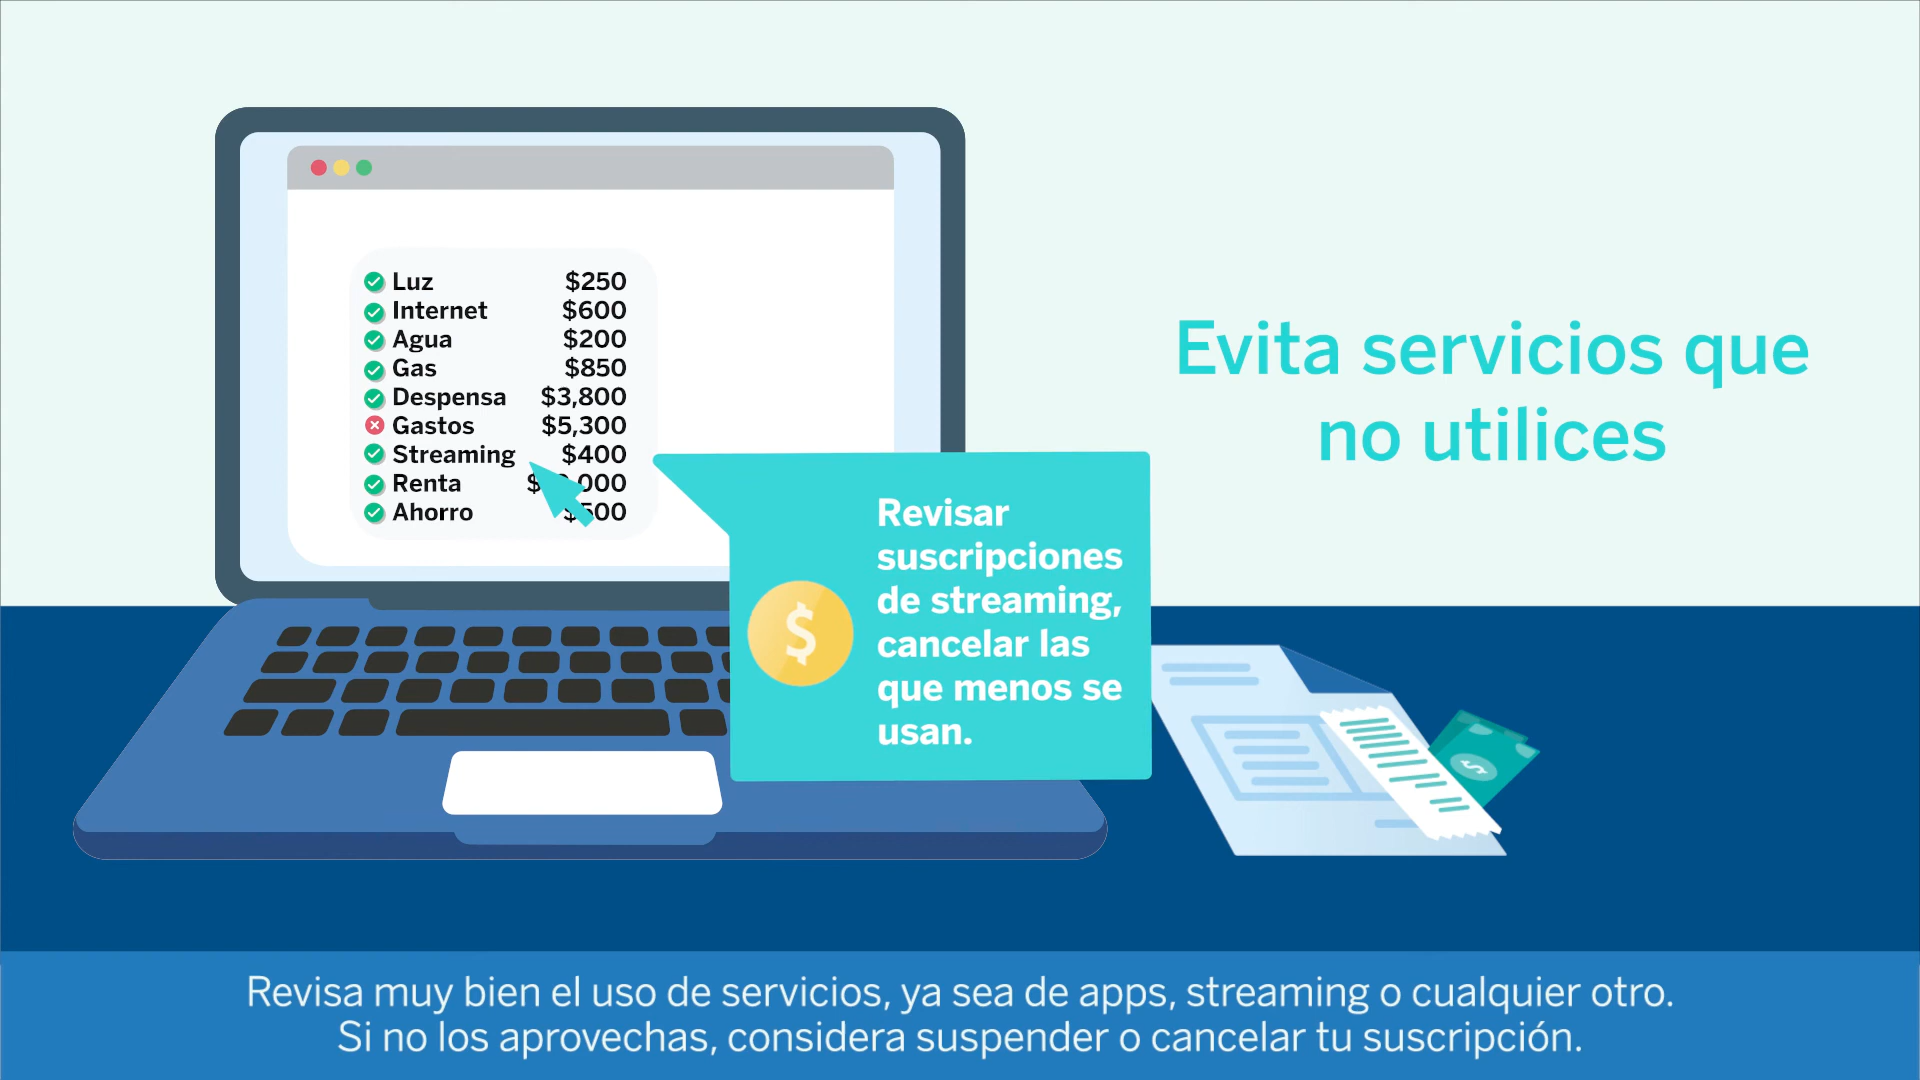 Luz $250
Internet $600
Agua $200
Gas $850
Despensa $3,800
Gastos $5,300
Streaming $400
Renta
Ahorro
Evita servicios que
no utilices
Revisar
suscripciones
de streaming,
cancelar las
que menos se
usan.
$
Revisa muy bien el uso de servicios, ya sea de apps, streaming o cualquier otro.
Si no los aprovechas, considera suspender o cancelar tu suscripción.